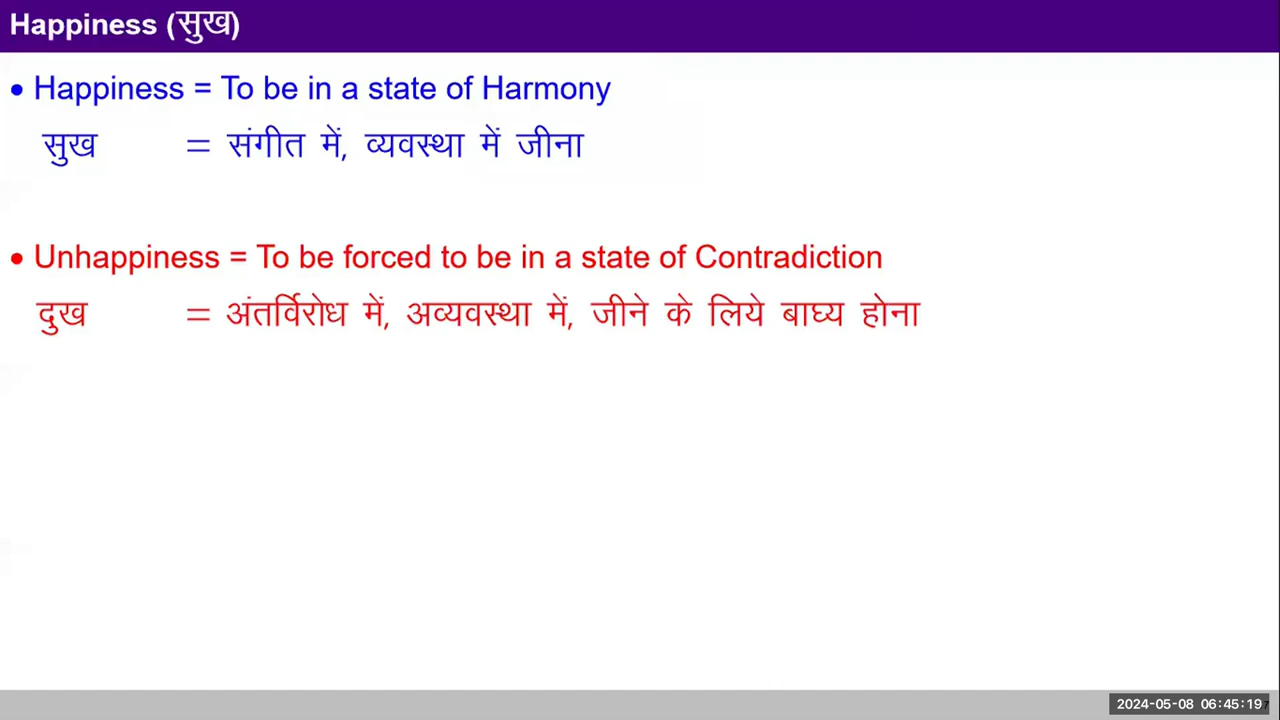 Happiness (सुख)
• Happiness = To be in a state of Harmony
सुख = संगीत में, व्यवस्था में जीना
• Unhappiness = To be forced to be in a state of Contradiction
दुख = अंतर्विरोध में, अव्यवस्था में, जीने के लिये बाघ्य होना
2024-05-08 06:45:19